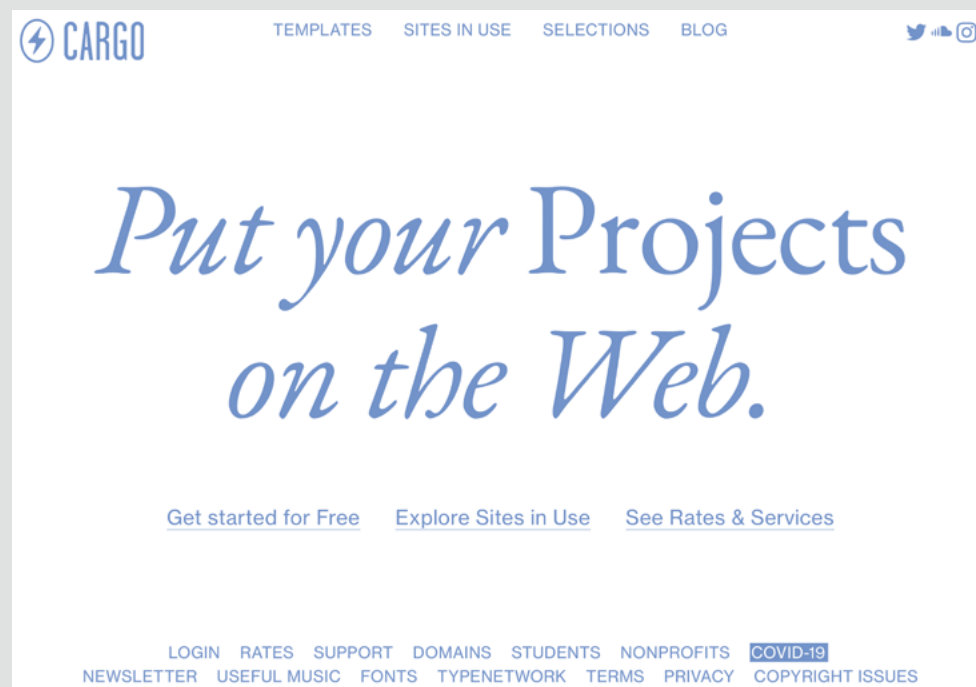 CARGO TEMPLATES SITES IN USE SELECTIONS BLOG
Put your Projects
on the Web.
Get started for Free Explore Sites in Use See Rates & Services
LOGIN RATES SUPPORT DOMAINS STUDENTS NONPROFITS COVID-19
NEWSLETTER USEFUL MUSIC FONTS TYPENETWORK TERMS PRIVACY COPYRIGHT ISSUES